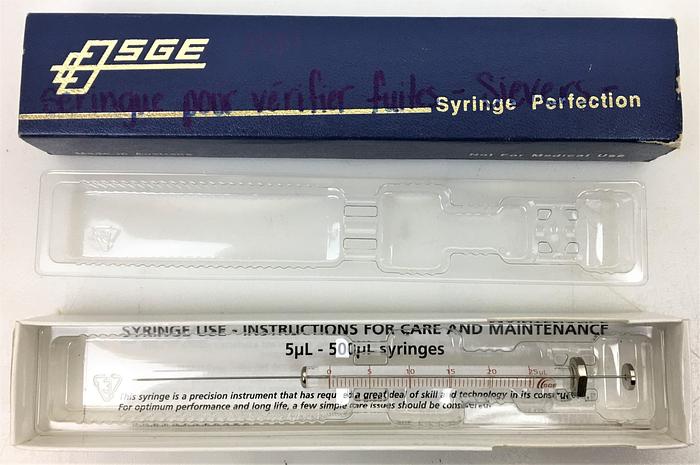 SGE
Seringue pour vérifier fuites - Sievers
Syringe Perfection
Made in Australia
Not For Medical Use
SYRINGE USE - INSTRUCTIONS FOR CARE AND MAINTENANCE
5µL - 500µL syringes
0 5 10 15 20 25µL
SGE
This syringe is a precision instrument that has required a great deal of skill and technology in its construction.
For optimum performance and long life, a few simple care issues should be considered.